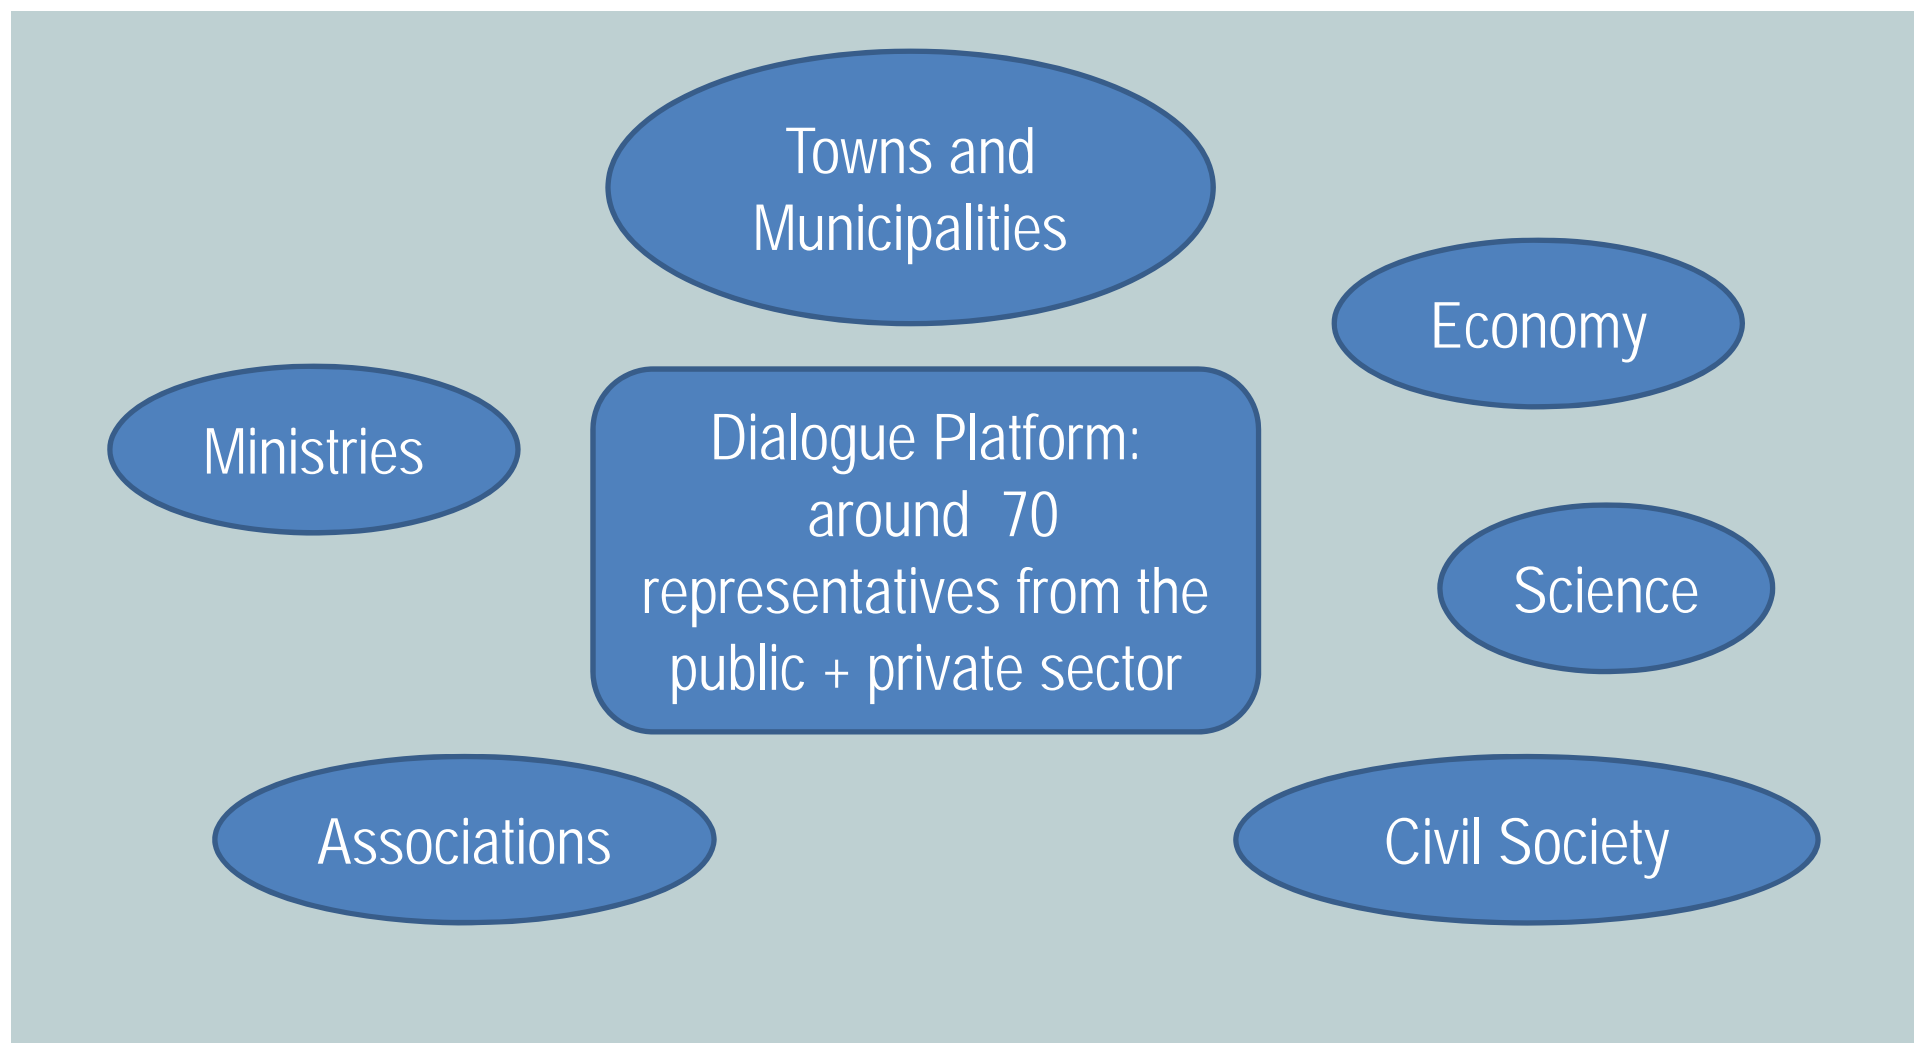 Towns and
Municipalities
Economy
Ministries
Dialogue Platform:
around  70
representatives from the
public + private sector
Science
Associations
Civil Society